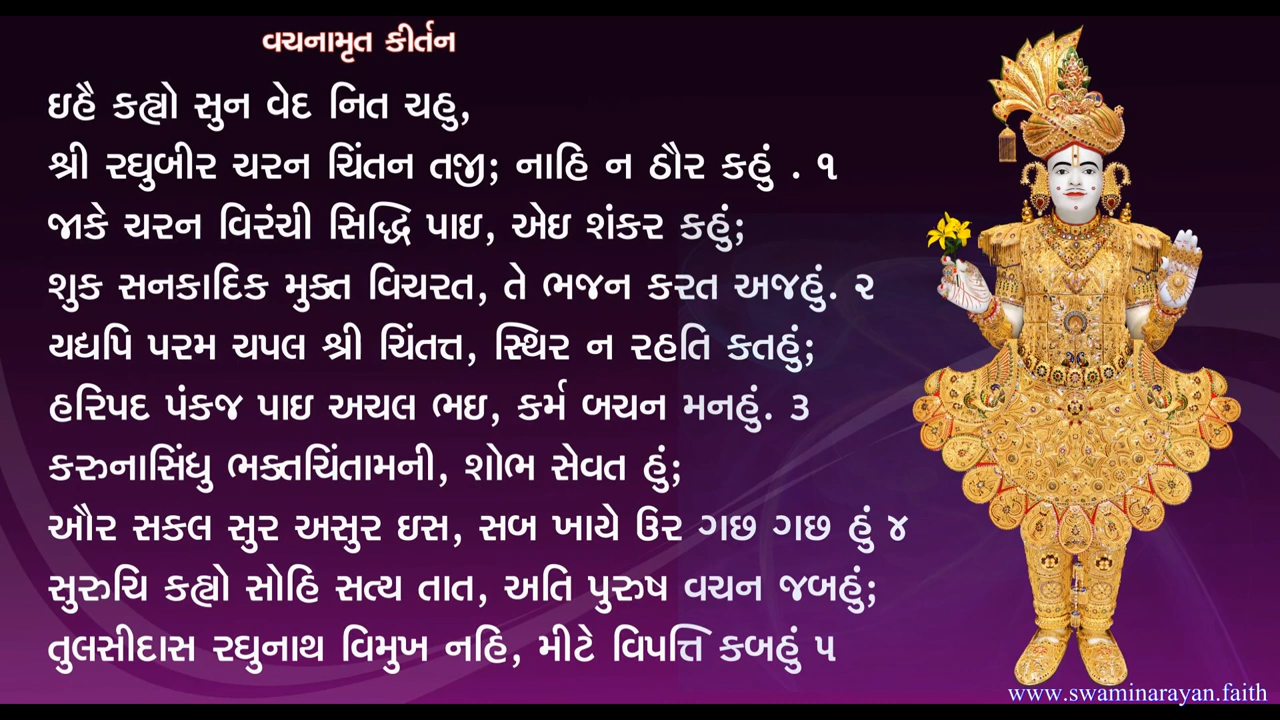 વચનામૃત કીર્તન
ઇહૈ કહ્યો સુન વેદ નિત ચહુ,
શ્રી રઘુબીર ચરન ચિંતન તજી; નાહિ ન ઠૌર કહું . ૧
જાકે ચરન વિરંચી સિદ્ધિ પાઇ, એઇ શંકર કહું;
શુક સનકાદિક મુક્ત વિચરત, તે ભજન કરત અજહું. ૨
યદ્યપિ પરમ ચપલ શ્રી ચિંતત્ત, સ્થિર ન રહતિ કતહું;
હરિપદ પંકજ પાઇ અચલ ભઇ, કર્મ બચન મનહું. ૩
કરુનાસિંધુ ભક્તચિંતામની, શોભ સેવત હું;
ઔર સકલ સુર અસુર ઇસ, સબ ખાયે ઉર ગછ ગછ હું ૪
સુરુચિ કહ્યો સોહિ સત્ય તાત, અતિ પુરુષ વચન જબહું;
તુલસીદાસ રઘુનાથ વિમુખ નહિ, મીટે વિપત્તિ કબહું ૫
www.swaminarayan.faith